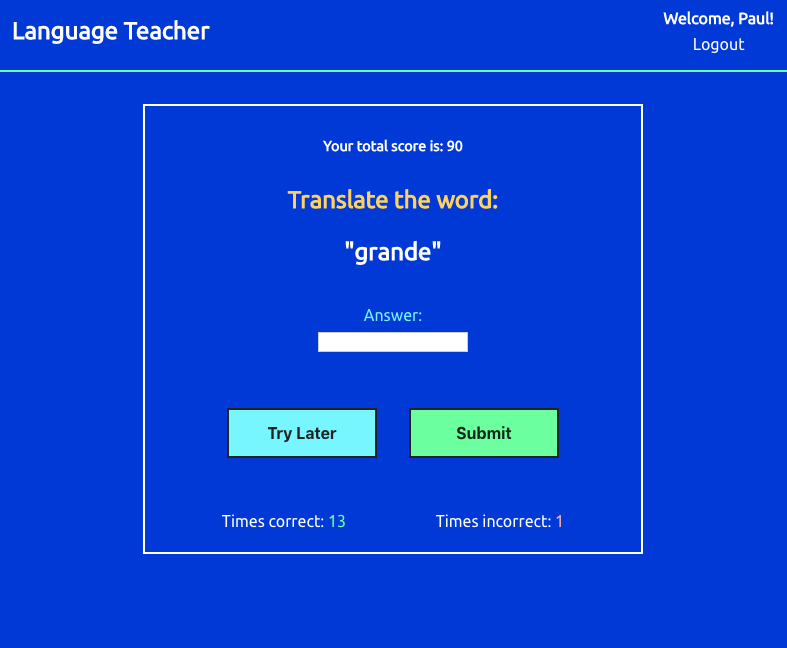 Language Teacher
Welcome, Paul!
Logout
Your total score is: 90
Translate the word:
"grande"
Answer:
Try Later
Submit
Times correct: 13
Times incorrect: 1